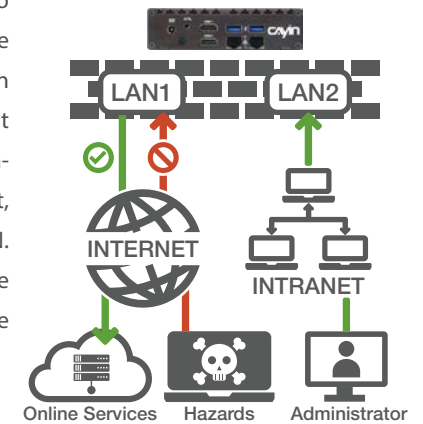 CAYIN
LAN1
LAN2
INTERNET
INTRANET
Online Services
Hazards
Administrator